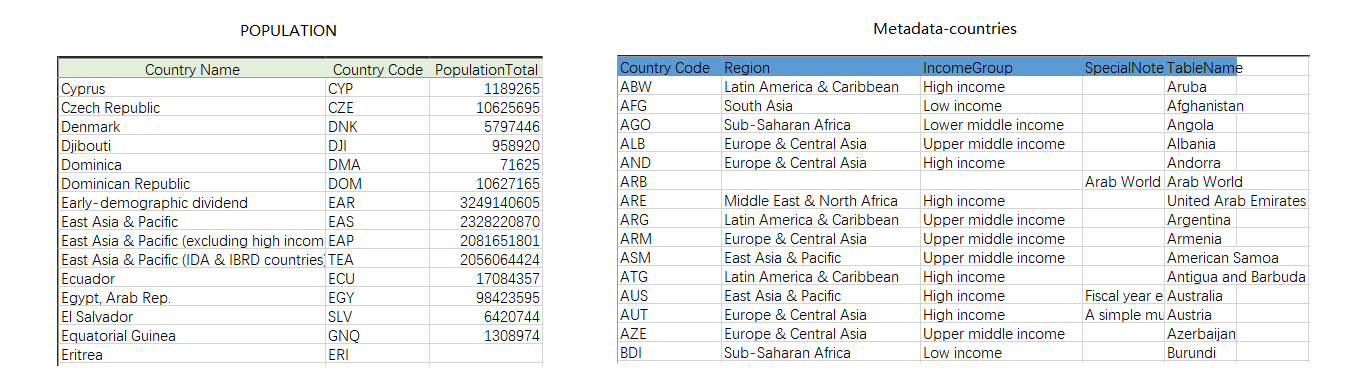 POPULATION
Country Name Country Code PopulationTotal
Cyprus CYP 1189265
Czech Republic CZE 10625695
Denmark DNK 5797446
Djibouti DJI 958920
Dominica DMA 71625
Dominican Republic DOM 10627165
Early-demographic dividend EAR 3249140605
East Asia & Pacific EAS 2328220870
East Asia & Pacific (excluding high incom EAP 2081651801
East Asia & Pacific (IDA & IBRD countries) TEA 2056064424
Ecuador ECU 17084357
Egypt, Arab Rep. EGY 98423595
El Salvador SLV 6420744
Equatorial Guinea GNQ 1308974
Eritrea ERI
Metadata-countries
Country Code Region IncomeGroup SpecialNote TableName
ABW Latin America & Caribbean High income Aruba
AFG South Asia Low income Afghanistan
AGO Sub-Saharan Africa Lower middle income Angola
ALB Europe & Central Asia Upper middle income Albania
AND Europe & Central Asia High income Andorra
ARB Arab World Arab World
ARE Middle East & North Africa High income United Arab Emirates
ARG Latin America & Caribbean Upper middle income Argentina
ARM Europe & Central Asia Upper middle income Armenia
ASM East Asia & Pacific Upper middle income American Samoa
ATG Latin America & Caribbean High income Antigua and Barbuda
AUS East Asia & Pacific High income Fiscal year e Australia
AUT Europe & Central Asia High income A simple mu Austria
AZE Europe & Central Asia Upper middle income Azerbaijan
BDI Sub-Saharan Africa Low income Burundi